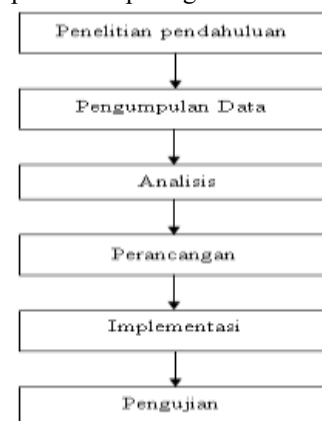 Penelitian pendahuluan
Pengumpulan Data
Analisis
Perancangan
Implementasi
Pengujian